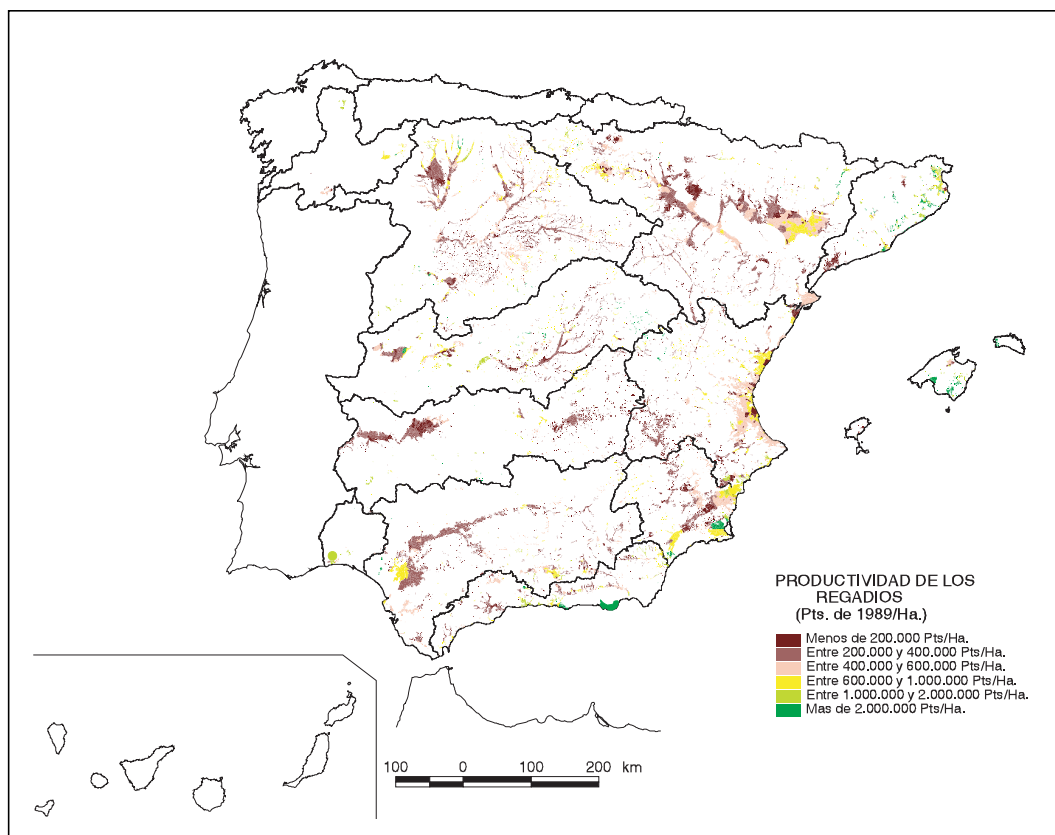 PRODUCTIVIDAD DE LOS
REGADIOS
(Pts. de 1989/Ha.)
Menos de 200.000 Pts/Ha.
Entre 200.000 y 400.000 Pts/Ha.
Entre 400.000 y 600.000 Pts/Ha.
Entre 600.000 y 1.000.000 Pts/Ha.
Entre 1.000.000 y 2.000.000 Pts/Ha.
Mas de 2.000.000 Pts/Ha.
100 0 100 200 km